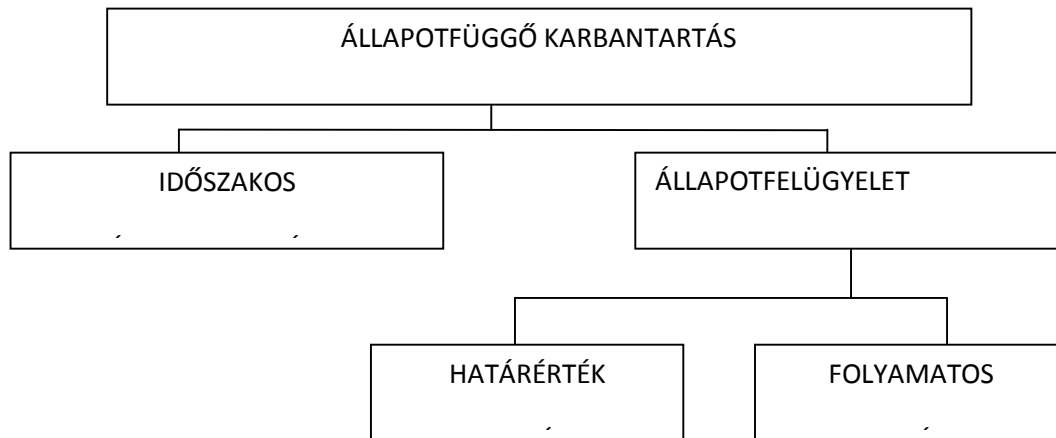 ÁLLAPOTFÜGGŐ KARBANTARTÁS
IDŐSZAKOS
ÁLLAPOTFELÜGYELET
HATÁRÉRTÉK
FOLYAMATOS